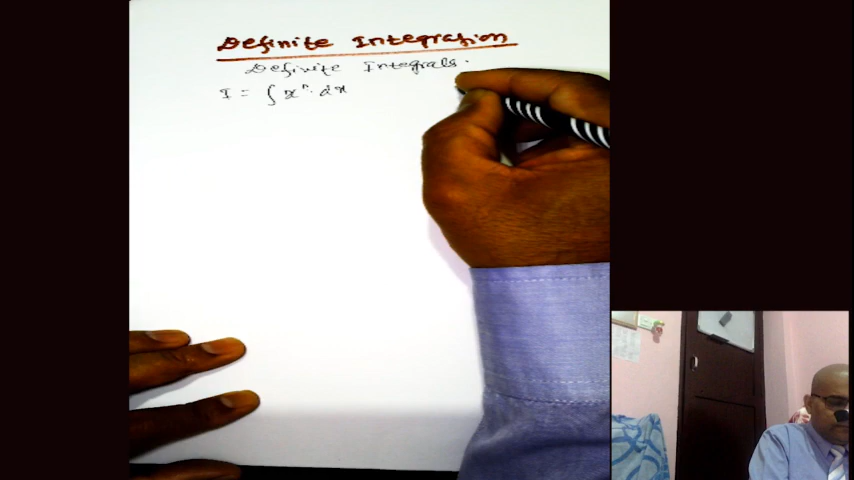 Definite Integration
Definite Integrals.
I = ∫ xⁿ. dx